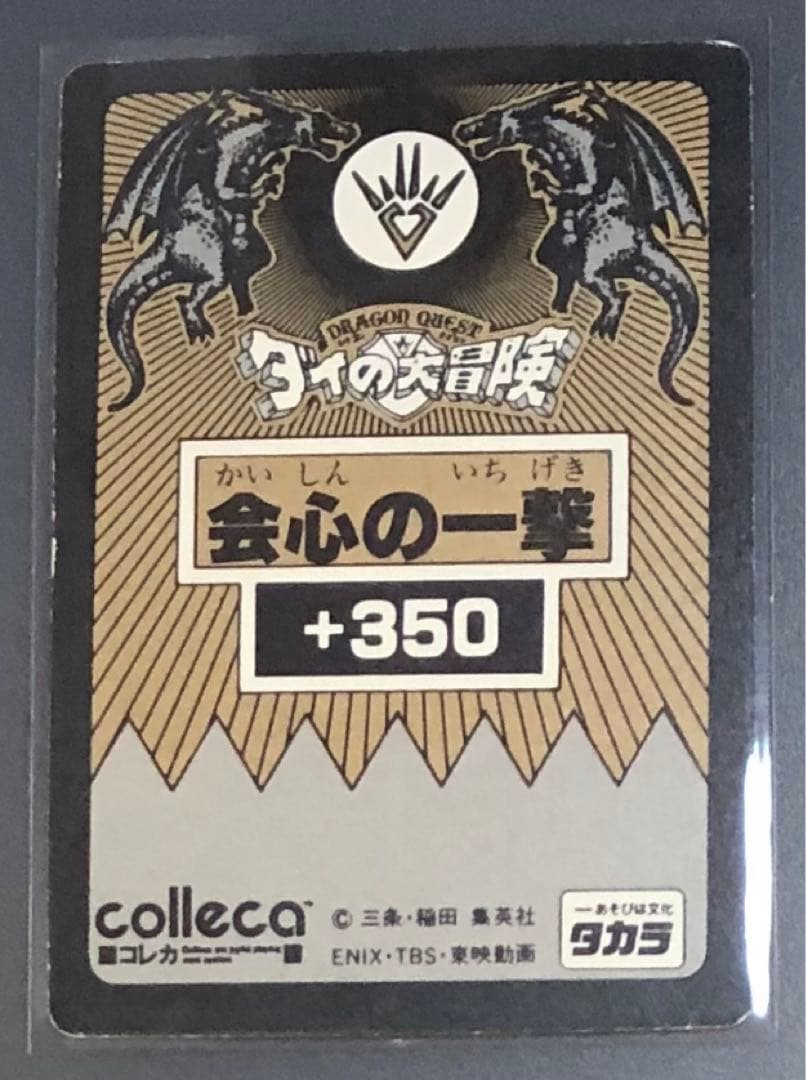 DRAGON QUEST
ダイの大冒険
かいしん いちげき
会心の一撃
+350
colleca™
コレカ
© 三条・稲田 集英社
ENIX・TBS・東映動画
あそびは文化
タカラ